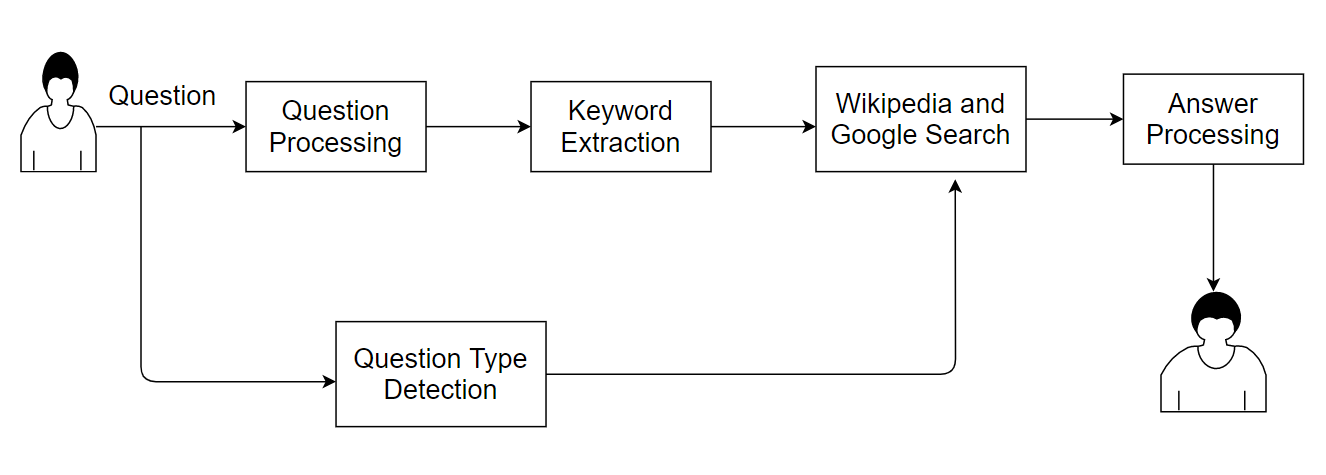 Question
Question
Processing
Keyword
Extraction
Wikipedia and
Google Search
Answer
Processing
Question Type
Detection